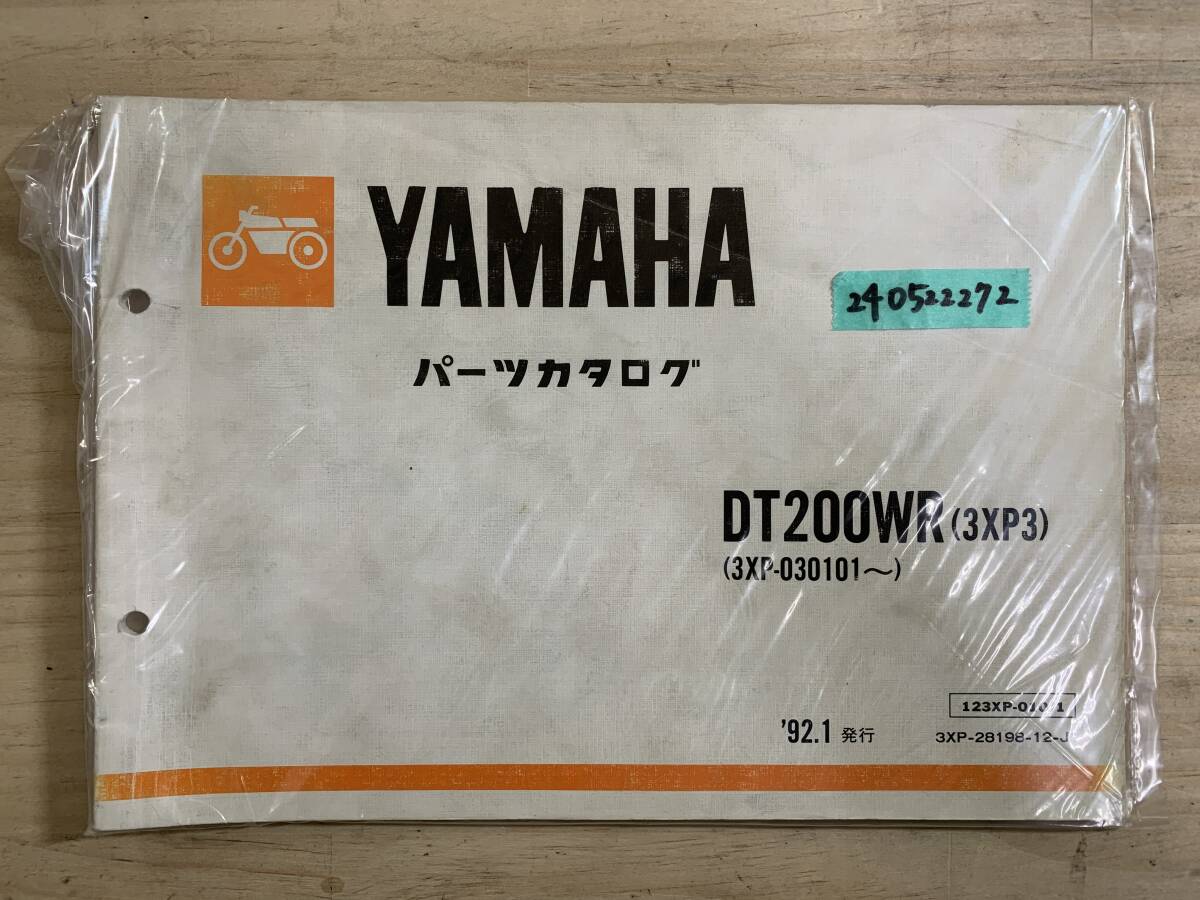 YAMAHA
240522272
パーツカタログ
DT200WR(3XP3)
(3XP-030101〜)
'92.1 発行
3XP-28198-12-J